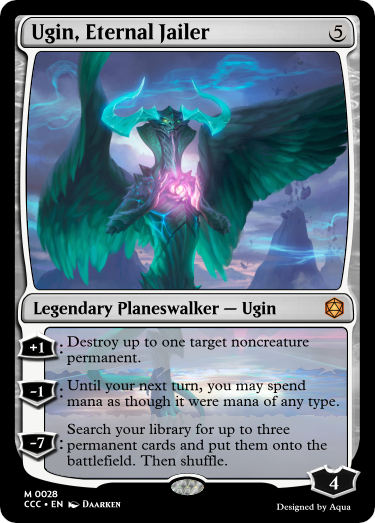 Ugin, Eternal Jailer 5
Legendary Planeswalker — Ugin
+1: Destroy up to one target noncreature
permanent.
-1: Until your next turn, you may spend
mana as though it were mana of any type.
-7: Search your library for up to three
permanent cards and put them onto the
battlefield. Then shuffle.
4
M 0028
CCC • EN Daarken
Designed by Aqua